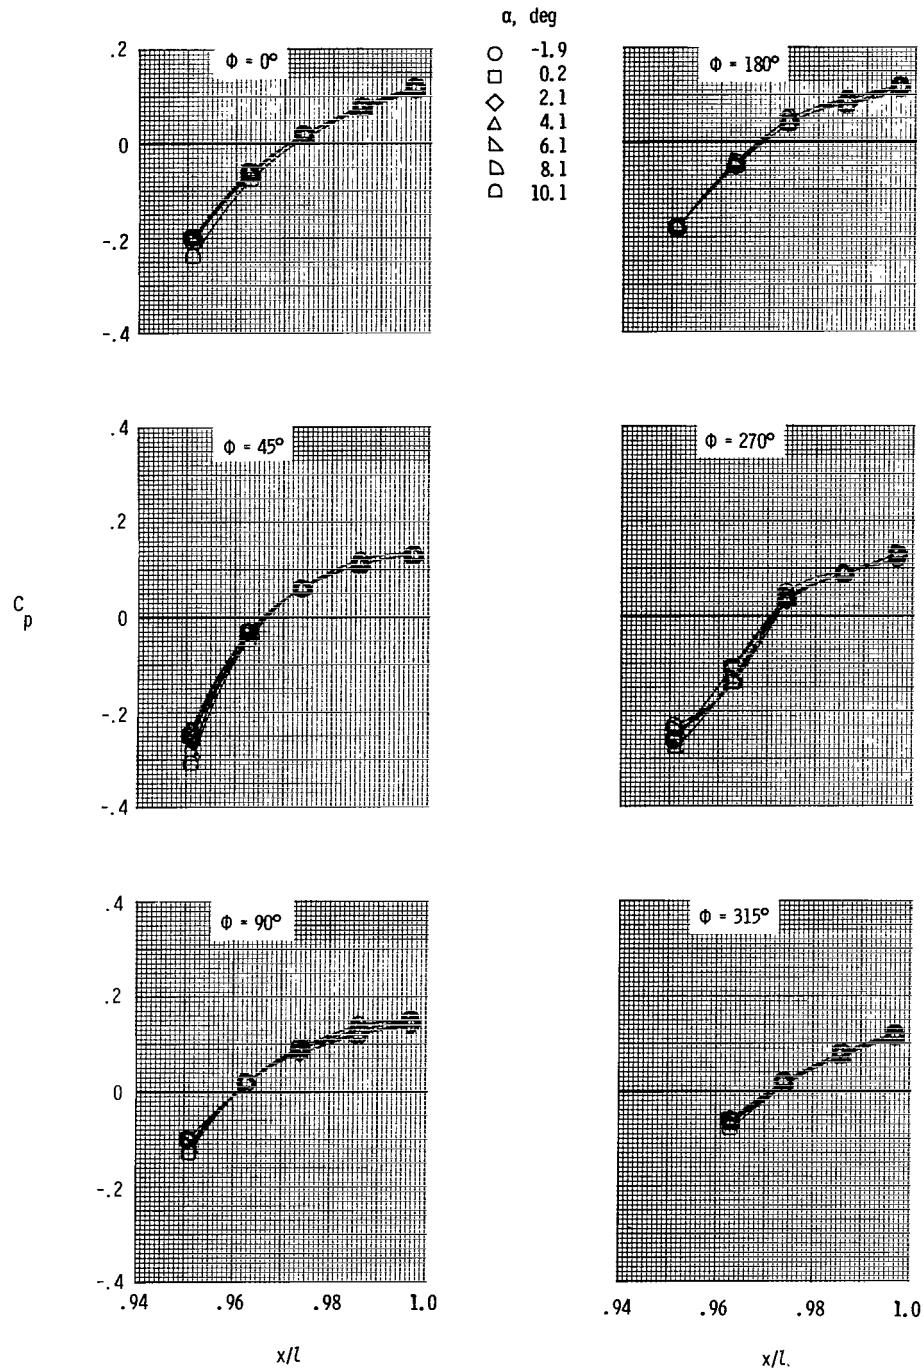 α, deg
○ -1.9
□ 0.2
◇ 2.1
△ 4.1
6.1
8.1
10.1
Φ = 0°
.2
0
-.2
-.4
Φ = 180°
Φ = 45°
.4
.2
0
-.2
-.4
Cp
Φ = 270°
Φ = 90°
.4
.2
0
-.2
-.4
.94 .96 .98 1.0
x/l
Φ = 315°
.94 .96 .98 1.0
x/l.